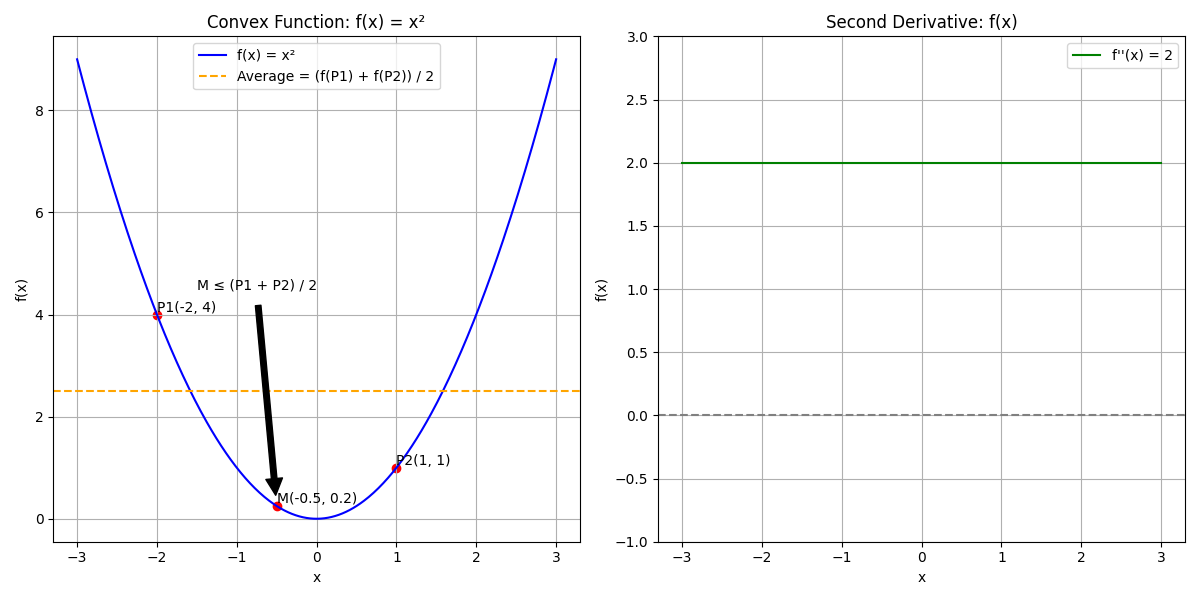 Convex Function: f(x) = x²
f(x) = x²
Average = (f(P1) + f(P2)) / 2
M ≤ (P1 + P2) / 2
P1(-2, 4)
P2(1, 1)
M(-0.5, 0.2)
f(x)
8
6
4
2
0
−3 −2 −1 0 1 2 3
x
Second Derivative: f(x)
f''(x) = 2
f(x)
3.0
2.5
2.0
1.5
1.0
0.5
0.0
−0.5
−1.0
−3 −2 −1 0 1 2 3
x